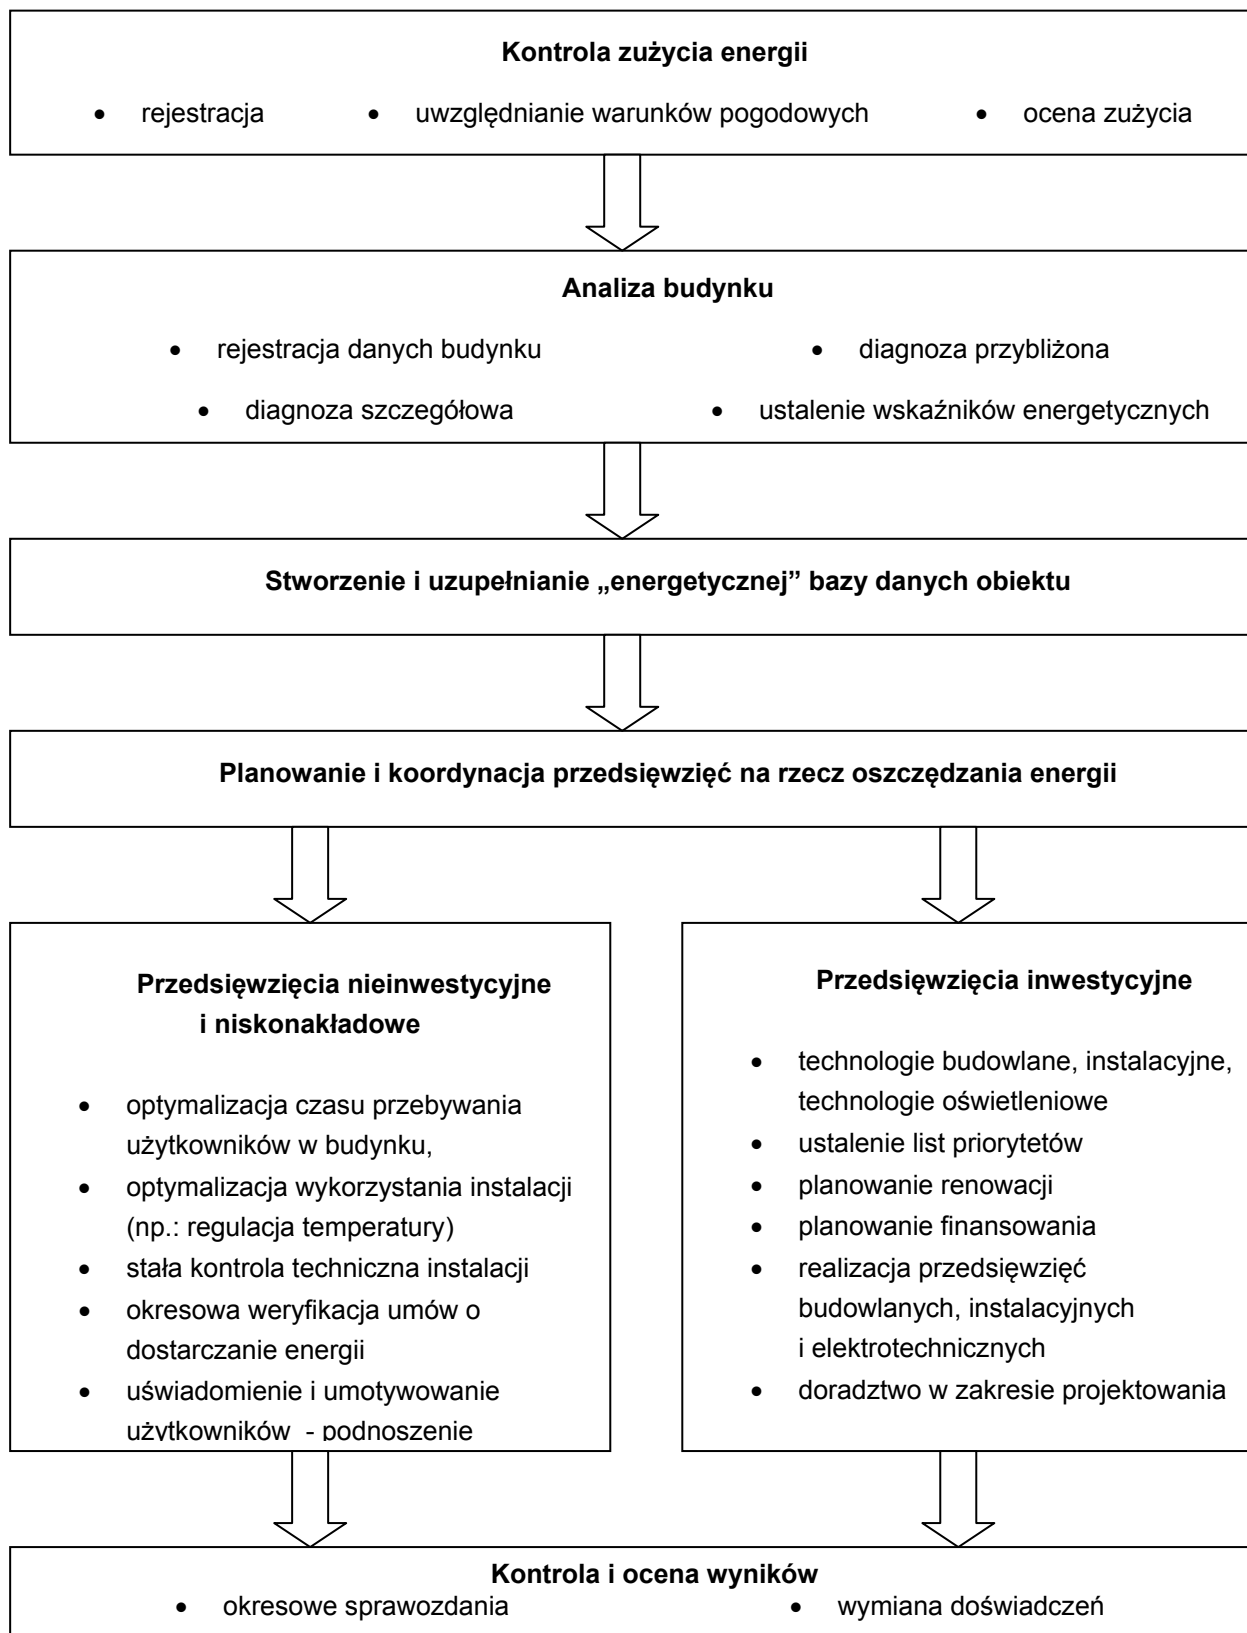 Kontrola zużycia energii
• rejestracja • uwzględnianie warunków pogodowych • ocena zużycia
Analiza budynku
• rejestracja danych budynku • diagnoza przybliżona
• diagnoza szczegółowa • ustalenie wskaźników energetycznych
Stworzenie i uzupełnianie „energetycznej” bazy danych obiektu
Planowanie i koordynacja przedsięwzięć na rzecz oszczędzania energii
Przedsięwzięcia nieinwestycyjne
i niskonakładowe
• optymalizacja czasu przebywania
użytkowników w budynku,
• optymalizacja wykorzystania instalacji
(np.: regulacja temperatury)
• stała kontrola techniczna instalacji
• okresowa weryfikacja umów o
dostarczanie energii
• uświadomienie i umotywowanie
użytkowników - podnoszenie
Przedsięwzięcia inwestycyjne
• technologie budowlane, instalacyjne,
technologie oświetleniowe
• ustalenie list priorytetów
• planowanie renowacji
• planowanie finansowania
• realizacja przedsięwzięć
budowlanych, instalacyjnych
i elektrotechnicznych
• doradztwo w zakresie projektowania
Kontrola i ocena wyników
• okresowe sprawozdania • wymiana doświadczeń